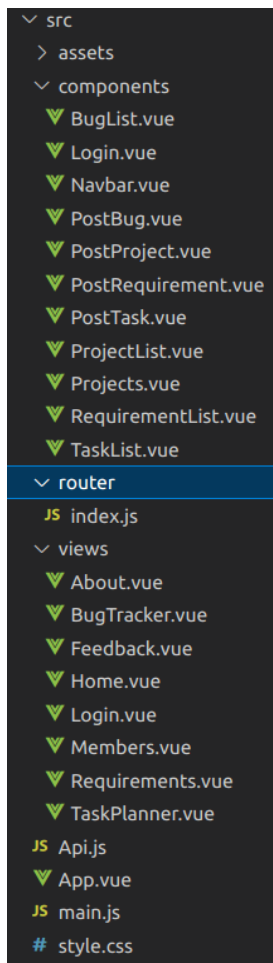 src
assets
components
BugList.vue
Login.vue
Navbar.vue
PostBug.vue
PostProject.vue
PostRequirement.vue
PostTask.vue
ProjectList.vue
Projects.vue
RequirementList.vue
TaskList.vue
router
JS index.js
views
About.vue
BugTracker.vue
Feedback.vue
Home.vue
Login.vue
Members.vue
Requirements.vue
TaskPlanner.vue
JS Api.js
App.vue
JS main.js
# style.css